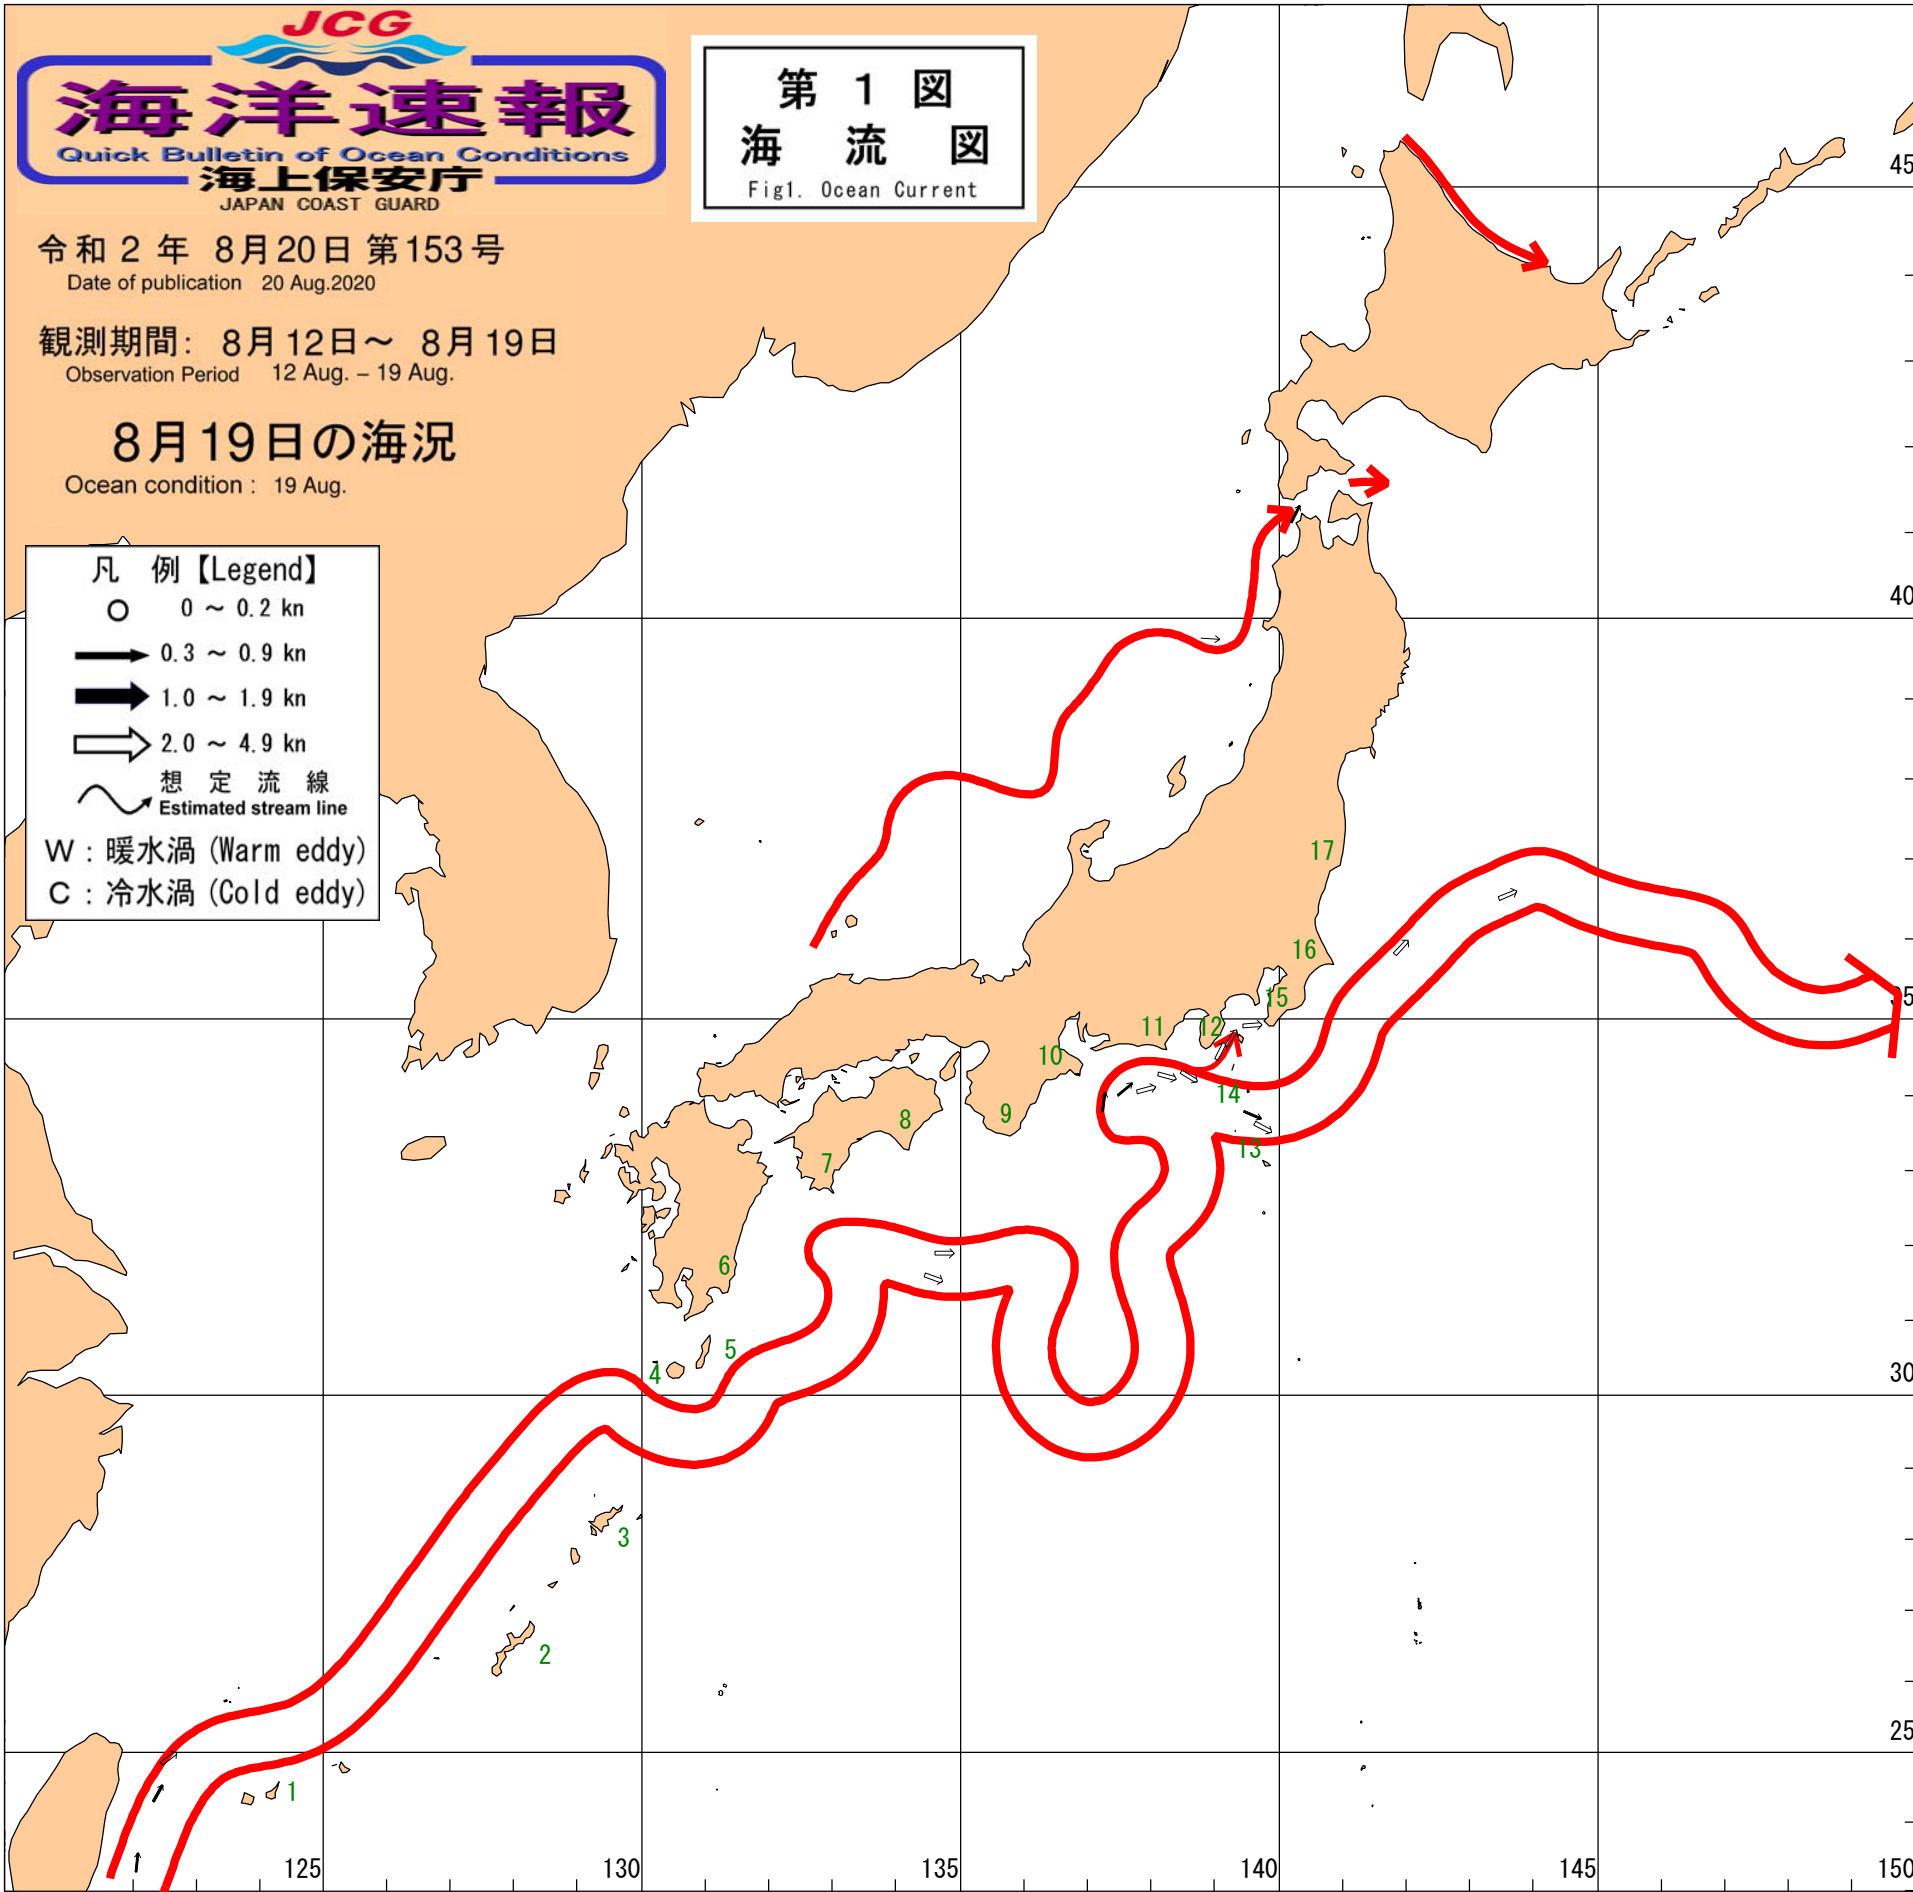 JCG
海洋速報
Quick Bulletin of Ocean Conditions
海上保安庁
JAPAN COAST GUARD
第 1 図
海 流 図
Fig1. Ocean Current
令和 2 年 8月20日 第153号
Date of publication 20 Aug.2020
観測期間: 8月12日~ 8月19日
Observation Period 12 Aug. – 19 Aug.
8月19日の海況
Ocean condition : 19 Aug.
凡 例【Legend】
0 ~ 0.2 kn
0.3 ~ 0.9 kn
1.0 ~ 1.9 kn
2.0 ~ 4.9 kn
想 定 流 線
Estimated stream line
W : 暖水渦 (Warm eddy)
C : 冷水渦 (Cold eddy)
45
40
17
16
15
35
12
11
10
14
9
8
13
7
6
5
4
30
3
2
25
1
125
130
135
140
145
150